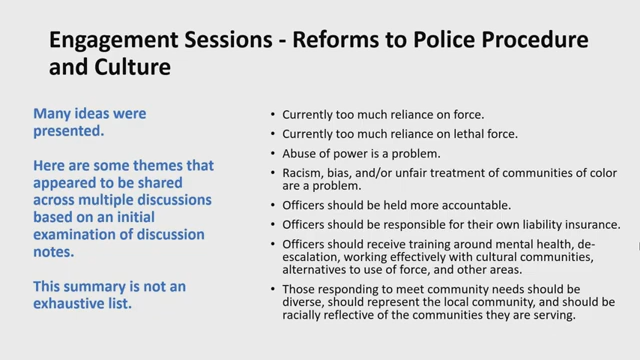 Engagement Sessions - Reforms to Police Procedure
and Culture
Many ideas were
presented.
Here are some themes that
appeared to be shared
across multiple discussions
based on an initial
examination of discussion
notes.
This summary is not an
exhaustive list.
• Currently too much reliance on force.
• Currently too much reliance on lethal force.
• Abuse of power is a problem.
• Racism, bias, and/or unfair treatment of communities of color
are a problem.
• Officers should be held more accountable.
• Officers should be responsible for their own liability insurance.
• Officers should receive training around mental health, de-
escalation, working effectively with cultural communities,
alternatives to use of force, and other areas.
• Those responding to meet community needs should be
diverse, should represent the local community, and should be
racially reflective of the communities they are serving.